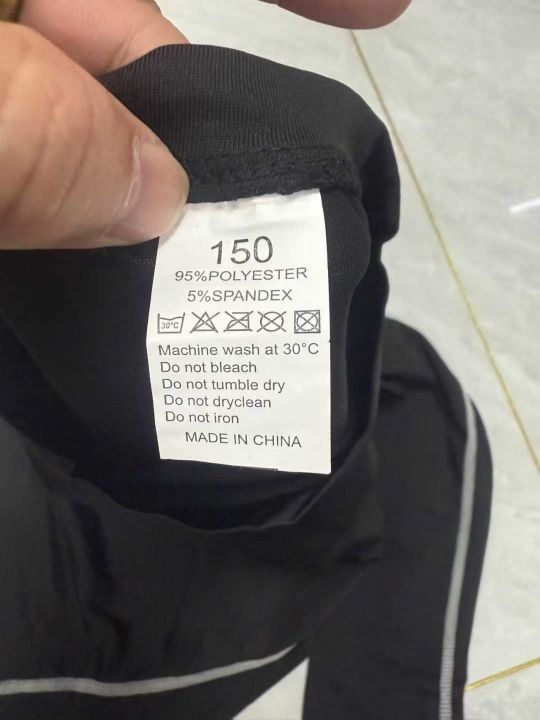 150
95%POLYESTER
5%SPANDEX
30°C
Machine wash at 30°C
Do not bleach
Do not tumble dry
Do not dryclean
Do not iron
MADE IN CHINA